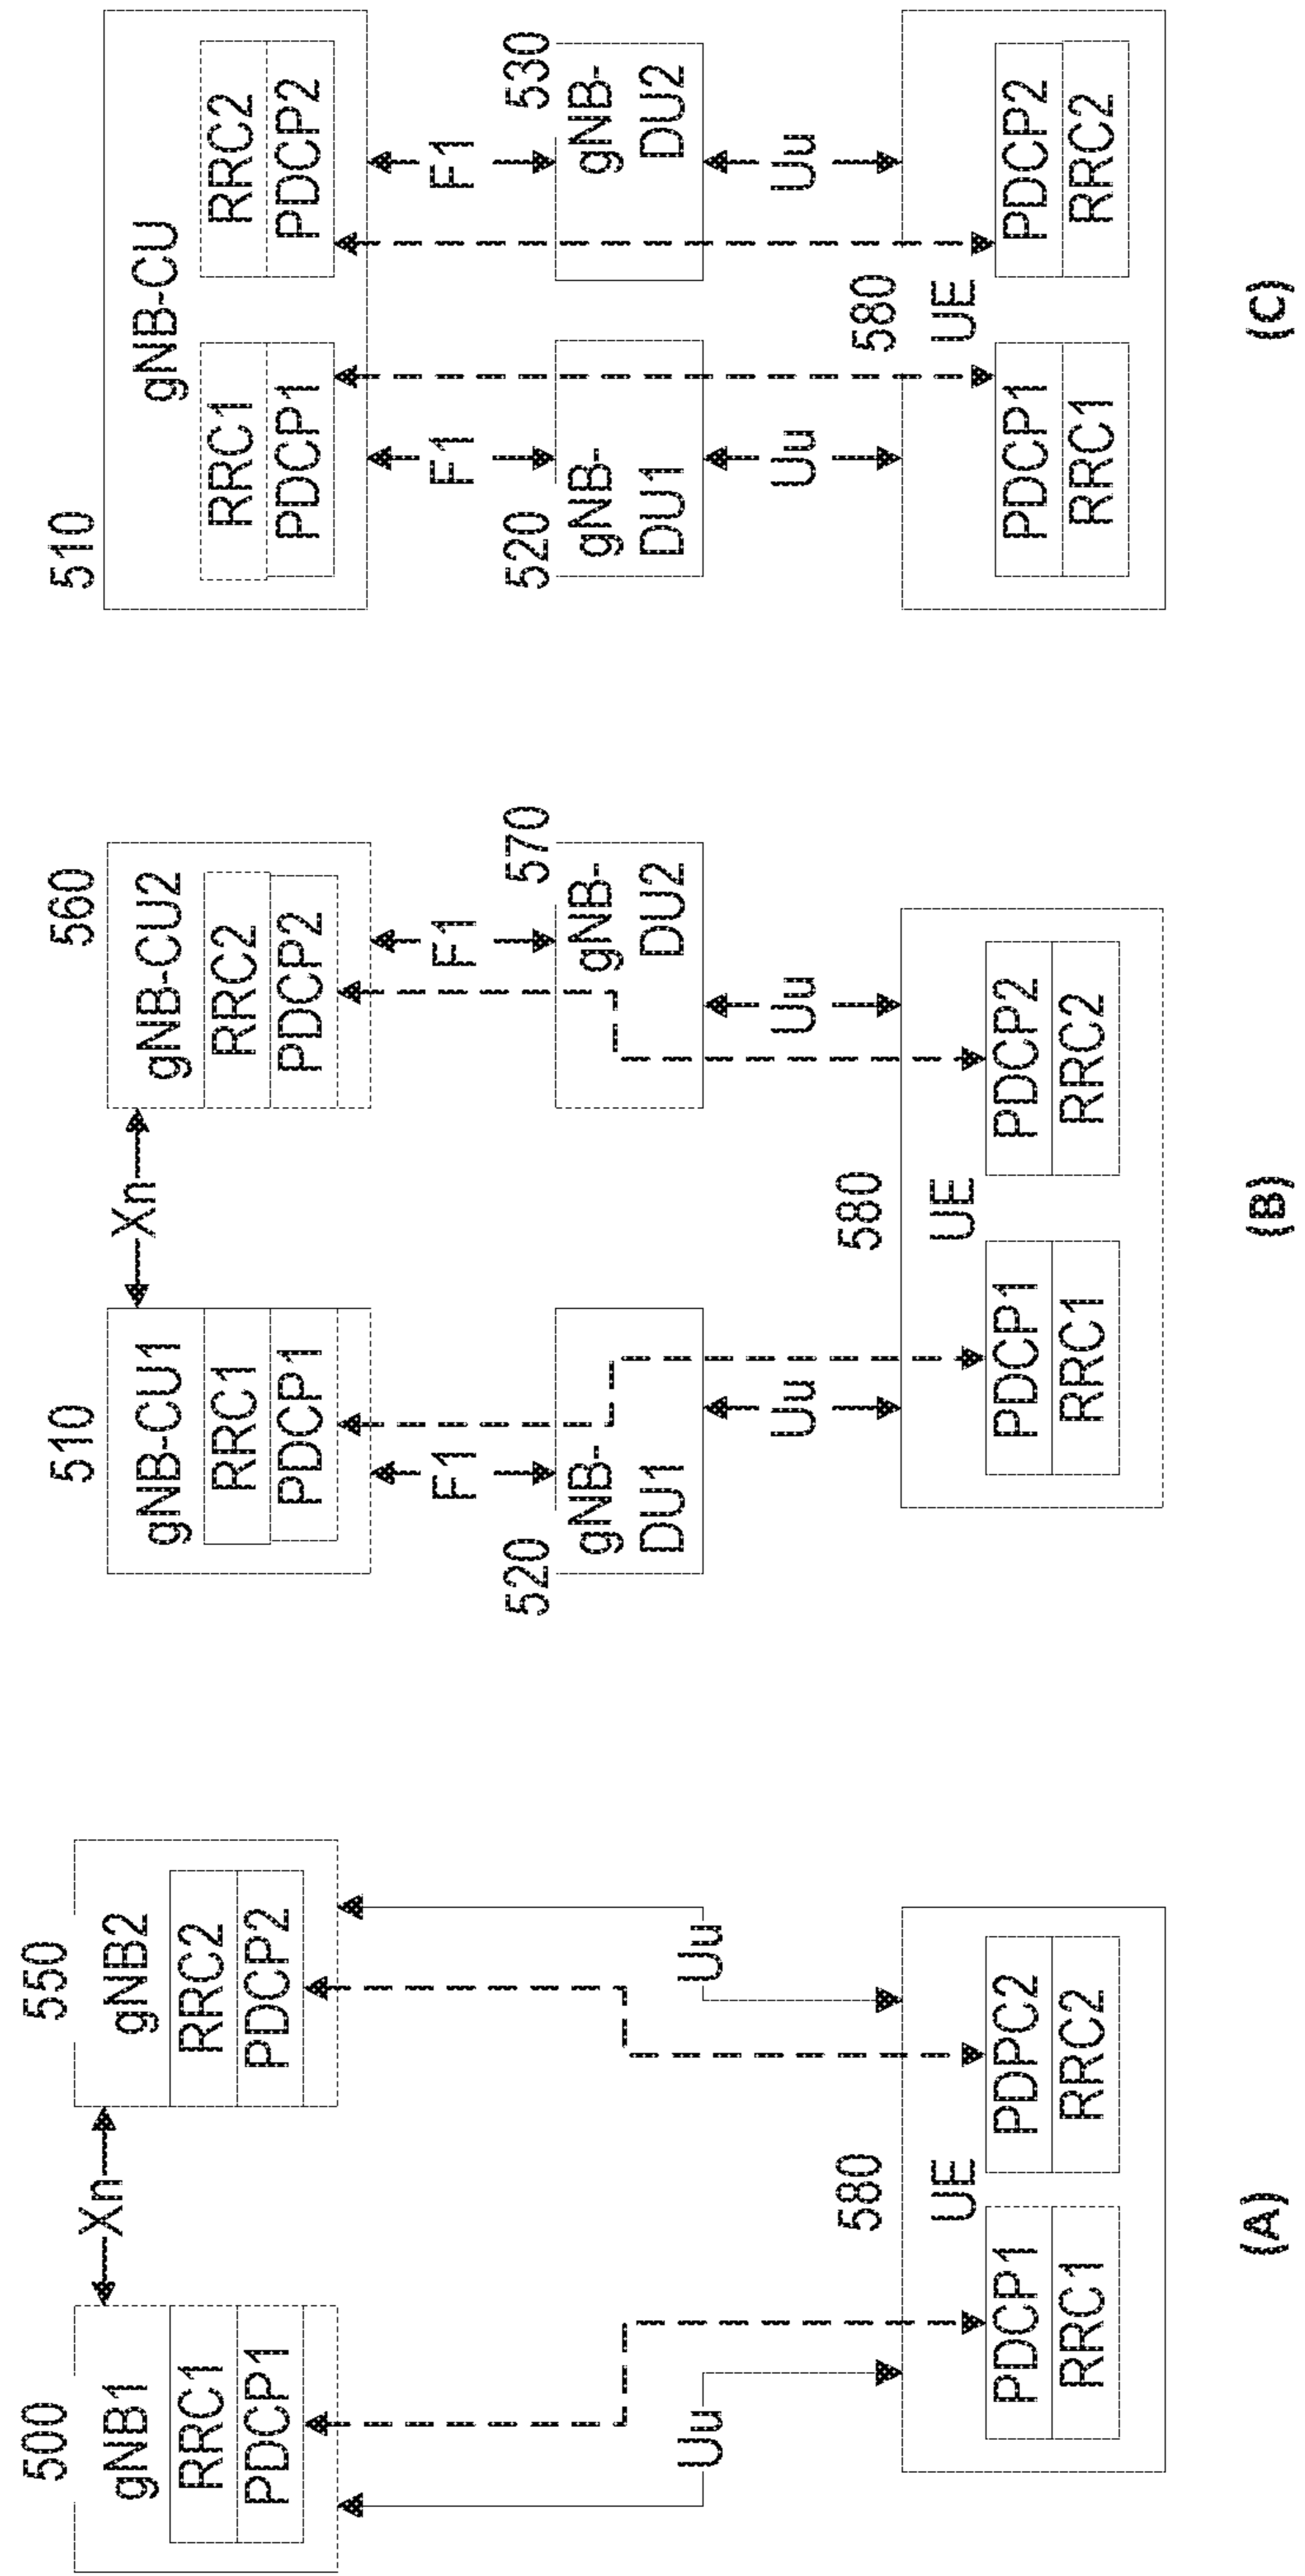 500
550
gNB1
Xn
gNB2
RRC1
RRC2
PDCP1
PDCP2
Uu
Uu
580
UE
PDCP1
PDPC2
RRC1
RRC2
(A)
510
560
gNB-CU1
Xn
gNB-CU2
RRC1
RRC2
PDCP1
PDCP2
F1
F1
520
570
gNB-
DU1
gNB-
DU2
Uu
Uu
580
UE
PDCP1
PDCP2
RRC1
RRC2
(B)
510
gNB-CU
RRC1
RRC2
PDCP1
PDCP2
F1
F1
520
530
gNB-
DU1
gNB-
DU2
Uu
Uu
580
UE
PDCP1
PDCP2
RRC1
RRC2
(C)